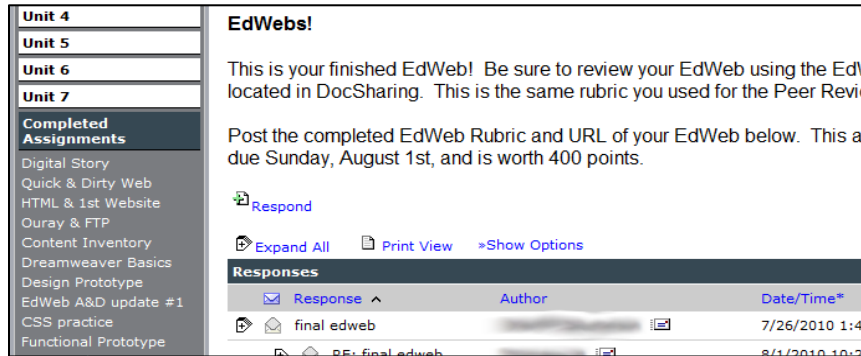 Unit 4
Unit 5
Unit 6
Unit 7
Completed
Assignments
Digital Story
Quick & Dirty Web
HTML & 1st Website
Ouray & FTP
Content Inventory
Dreamweaver Basics
Design Prototype
EdWeb A&D update #1
CSS practice
Functional Prototype
EdWebs!
This is your finished EdWeb! Be sure to review your EdWeb using the
located in DocSharing. This is the same rubric you used for the Peer
Post the completed EdWeb Rubric and URL of your EdWeb below. This
due Sunday, August 1st, and is worth 400 points.
Respond
Expand All Print View »Show Options
Responses
Response Author Date/Time*
final edweb 7/26/2010
RE: final edweb 8/1/2010